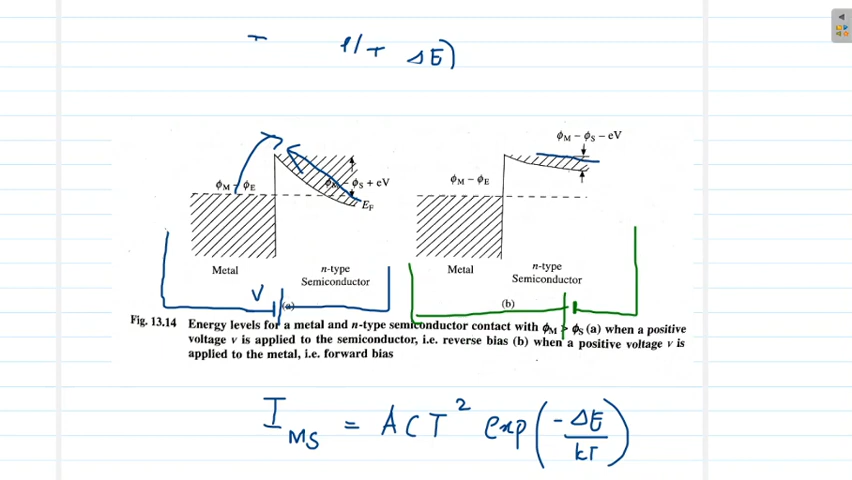 ΔE)
ϕM − ϕS − eV
ϕM − ϕE
ϕS + eV
EF
ϕM − ϕE
Metal
n-type
Semiconductor
Metal
n-type
Semiconductor
V
(a)
(b)
Fig. 13.14 Energy levels for a metal and n-type semiconductor contact with ϕM > ϕS (a) when a positive
voltage v is applied to the semiconductor, i.e. reverse bias (b) when a positive voltage v is
applied to the metal, i.e. forward bias
I_MS = ACT² exp(−ΔE/kT)